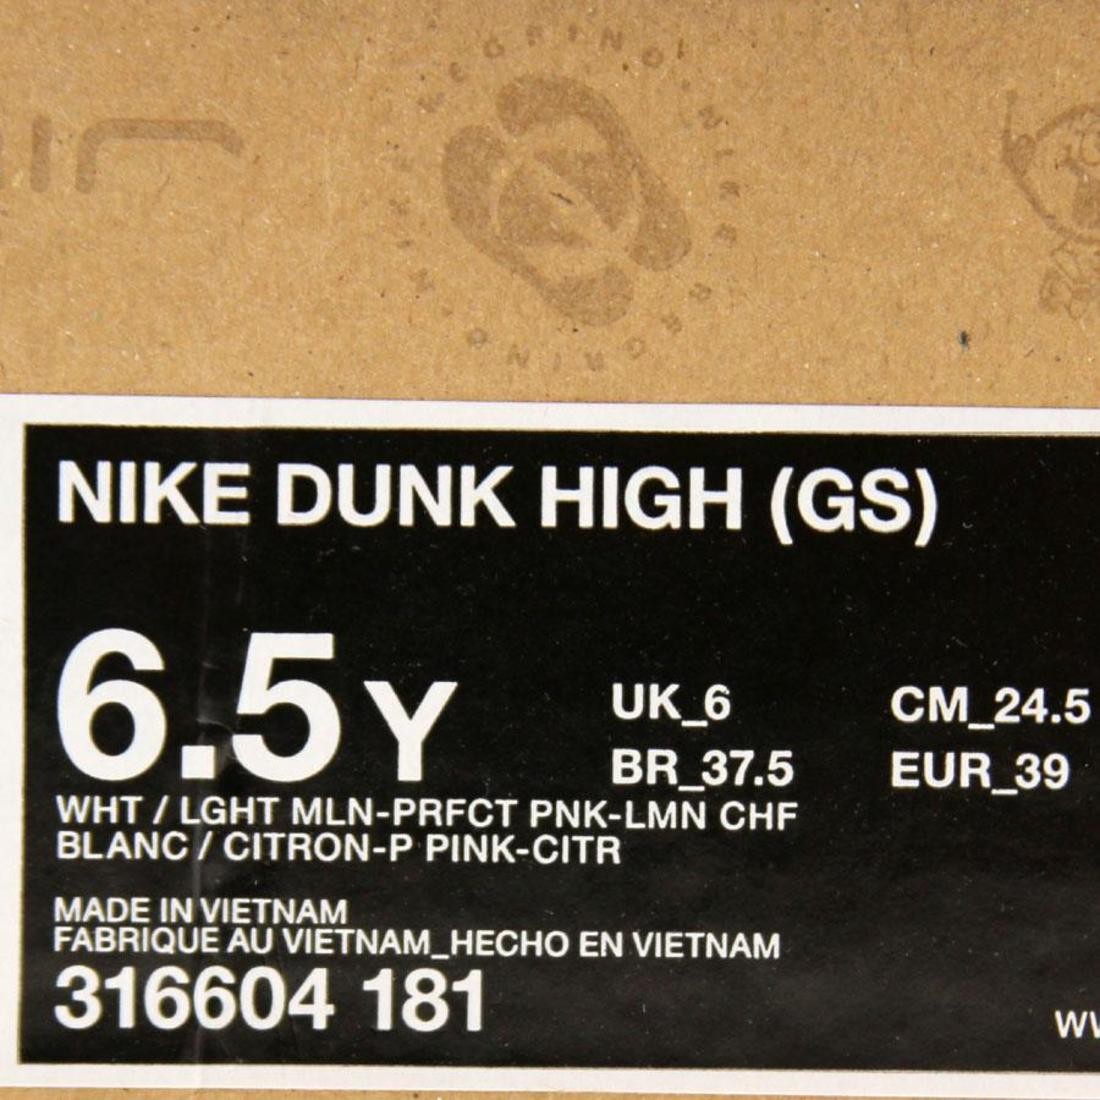 NIKE DUNK HIGH (GS)
6.5Y
UK_6 CM_24.5
BR_37.5 EUR_39
WHT / LGHT MLN-PRFCT PNK-LMN CHF
BLANC / CITRON-P PINK-CITR
MADE IN VIETNAM
FABRIQUE AU VIETNAM_HECHO EN VIETNAM
316604 181